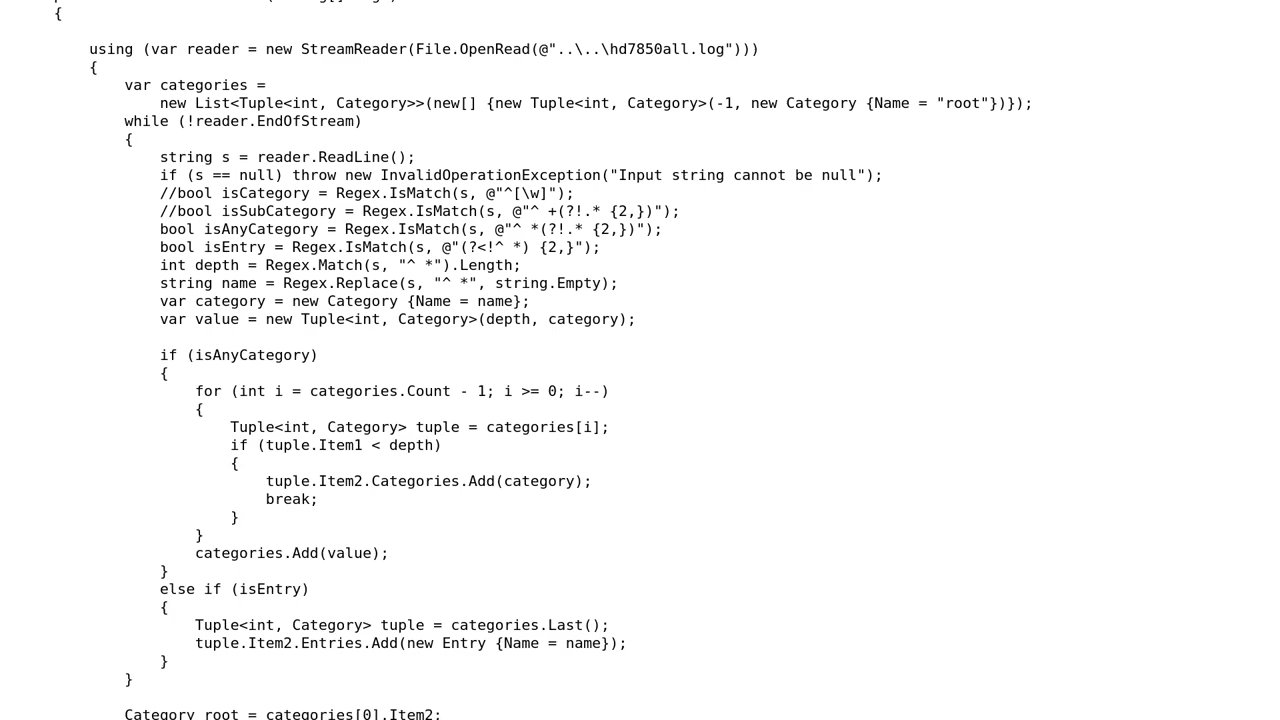 {
using (var reader = new StreamReader(File.OpenRead(@"..\..\hd7850all.log")))
{
var categories =
new List<Tuple<int, Category>>(new[] {new Tuple<int, Category>(-1, new Category {Name = "root"})});
while (!reader.EndOfStream)
{
string s = reader.ReadLine();
if (s == null) throw new InvalidOperationException("Input string cannot be null");
//bool isCategory = Regex.IsMatch(s, @"^[\w]");
//bool isSubCategory = Regex.IsMatch(s, @"^ +(?!.* {2,})");
bool isAnyCategory = Regex.IsMatch(s, @"^ *(?!.* {2,})");
bool isEntry = Regex.IsMatch(s, @"(?<!^ *) {2,}");
int depth = Regex.Match(s, "^ *").Length;
string name = Regex.Replace(s, "^ *", string.Empty);
var category = new Category {Name = name};
var value = new Tuple<int, Category>(depth, category);
if (isAnyCategory)
{
for (int i = categories.Count - 1; i >= 0; i--)
{
Tuple<int, Category> tuple = categories[i];
if (tuple.Item1 < depth)
{
tuple.Item2.Categories.Add(category);
break;
}
}
categories.Add(value);
}
else if (isEntry)
{
Tuple<int, Category> tuple = categories.Last();
tuple.Item2.Entries.Add(new Entry {Name = name});
}
}
Category root = categories[0].Item2;